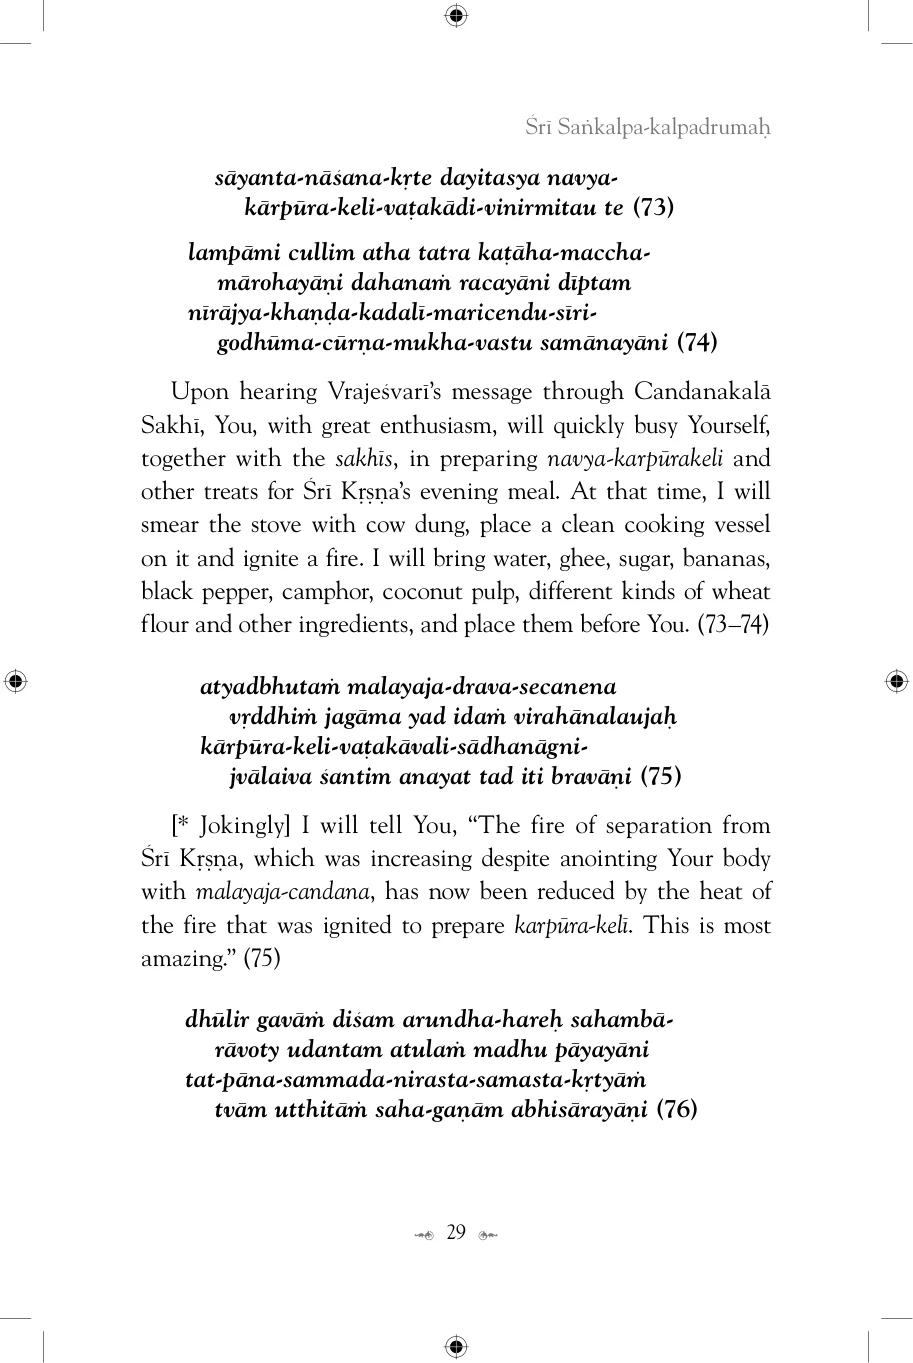 Śrī Saṅkalpa-kalpadrumaḥ
sāyanta-nāśana-kṛte dayitasya navya-
kārpūra-keli-vaṭakādi-vinirmitau te (73)
lampāmi cullim atha tatra kaṭāha-maccha-
mārohayāṇi dahanaṁ racayāni dīptam
nīrājya-khaṇḍa-kadalī-maricendu-sīri-
godhūma-cūrṇa-mukha-vastu samānayāni (74)
Upon hearing Vrajeśvarī’s message through Candanakalā
Sakhī, You, with great enthusiasm, will quickly busy Yourself,
together with the sakhīs, in preparing navya-karpūrakeli and
other treats for Śrī Kṛṣṇa’s evening meal. At that time, I will
smear the stove with cow dung, place a clean cooking vessel
on it and ignite a fire. I will bring water, ghee, sugar, bananas,
black pepper, camphor, coconut pulp, different kinds of wheat
flour and other ingredients, and place them before You. (73–74)
atyadbhutaṁ malayaja-drava-secanena
vṛddhiṁ jagāma yad idaṁ virahānalaujaḥ
kārpūra-keli-vaṭakāvali-sādhanāgni-
jvālaiva śantim anayat tad iti bravāṇi (75)
[* Jokingly] I will tell You, “The fire of separation from
Śrī Kṛṣṇa, which was increasing despite anointing Your body
with malayaja-candana, has now been reduced by the heat of
the fire that was ignited to prepare karpūra-kelī. This is most
amazing.” (75)
dhūlir gavāṁ diśam arundha-hareḥ sahambā-
rāvoty udantam atulaṁ madhu pāyayāni
tat-pāna-sammada-nirasta-samasta-kṛtyāṁ
tvām utthitāṁ saha-gaṇām abhisārayāṇi (76)
29